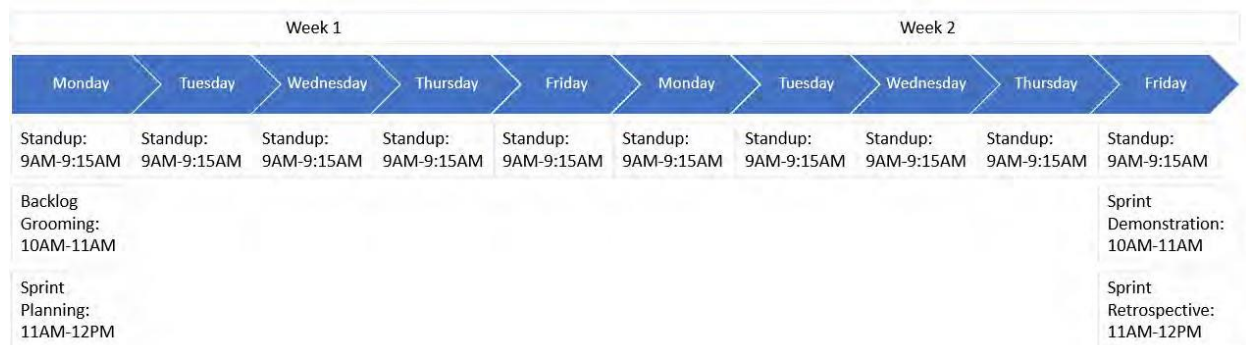 Week 1 Week 2
Monday Tuesday Wednesday Thursday Friday Monday Tuesday Wednesday Thursday Friday
Standup: Standup: Standup: Standup: Standup: Standup: Standup: Standup: Standup: Standup:
9AM-9:15AM 9AM-9:15AM 9AM-9:15AM 9AM-9:15AM 9AM-9:15AM 9AM-9:15AM 9AM-9:15AM 9AM-9:15AM 9AM-9:15AM 9AM-9:15AM
Backlog Sprint
Grooming: Demonstration:
10AM-11AM 10AM-11AM
Sprint Sprint
Planning: Retrospective:
11AM-12PM 11AM-12PM